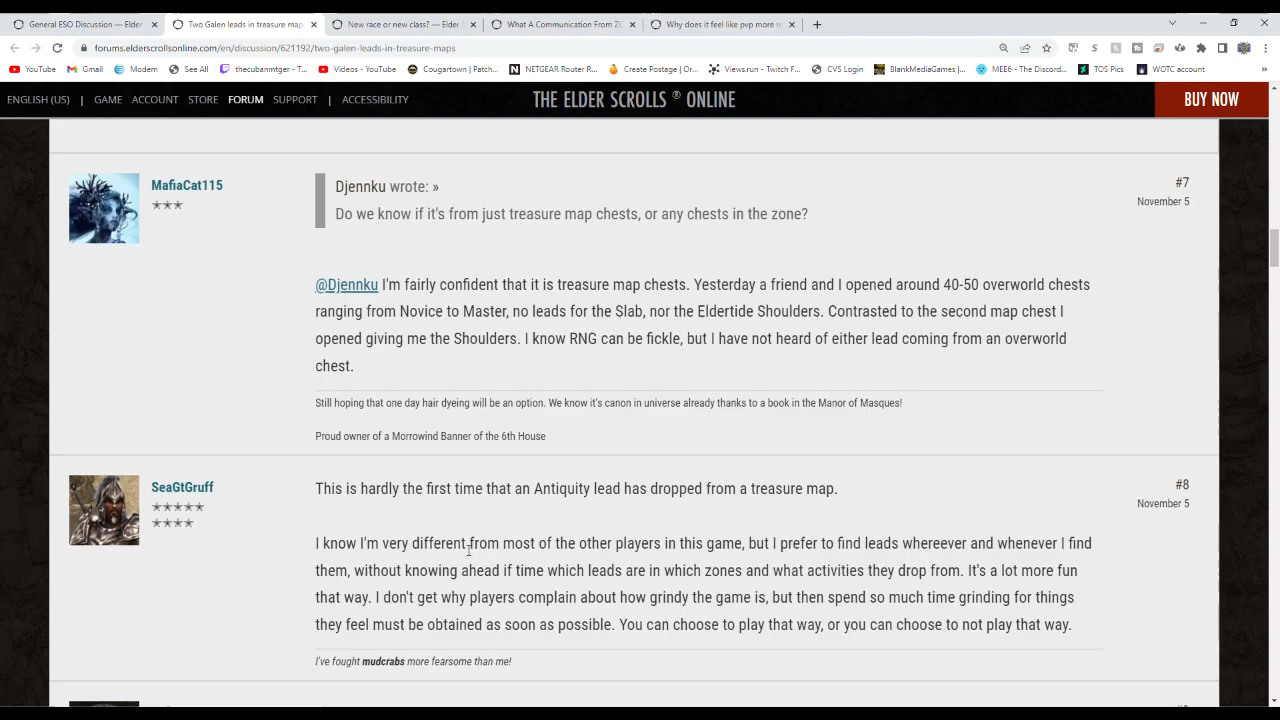 General ESO Discussion — Elder
Two Galen leads in treasure map
New race or new class? — Elder S
What A Communication From ZO
Why does it feel like pvp more n
forums.elderscrollsonline.com/en/discussion/621192/two-galen-leads-in-treasure-maps
YouTube Gmail Modem See All thecubanmtger - T... Videos - YouTube Cougartown | Patch... NETGEAR Router R... Create Postage | Or... Views.run - Twitch F... CVS Login BlankMediaGames |... MEE6 - The Discord... TOS Pics WOTC account »
ENGLISH (US) | GAME ACCOUNT STORE FORUM SUPPORT | ACCESSIBILITY THE ELDER SCROLLS ® ONLINE BUY NOW
MafiaCat115
Djennku wrote: »
#7
November 5
Do we know if it's from just treasure map chests, or any chests in the zone?
@Djennku I'm fairly confident that it is treasure map chests. Yesterday a friend and I opened around 40-50 overworld chests
ranging from Novice to Master, no leads for the Slab, nor the Eldertide Shoulders. Contrasted to the second map chest I
opened giving me the Shoulders. I know RNG can be fickle, but I have not heard of either lead coming from an overworld
chest.
Still hoping that one day hair dyeing will be an option. We know it's canon in universe already thanks to a book in the Manor of Masques!
Proud owner of a Morrowind Banner of the 6th House
SeaGtGruff
#8
November 5
This is hardly the first time that an Antiquity lead has dropped from a treasure map.
I know I'm very different from most of the other players in this game, but I prefer to find leads whereever and whenever I find
them, without knowing ahead if time which leads are in which zones and what activities they drop from. It's a lot more fun
that way. I don't get why players complain about how grindy the game is, but then spend so much time grinding for things
they feel must be obtained as soon as possible. You can choose to play that way, or you can choose to not play that way.
I've fought mudcrabs more fearsome than me!